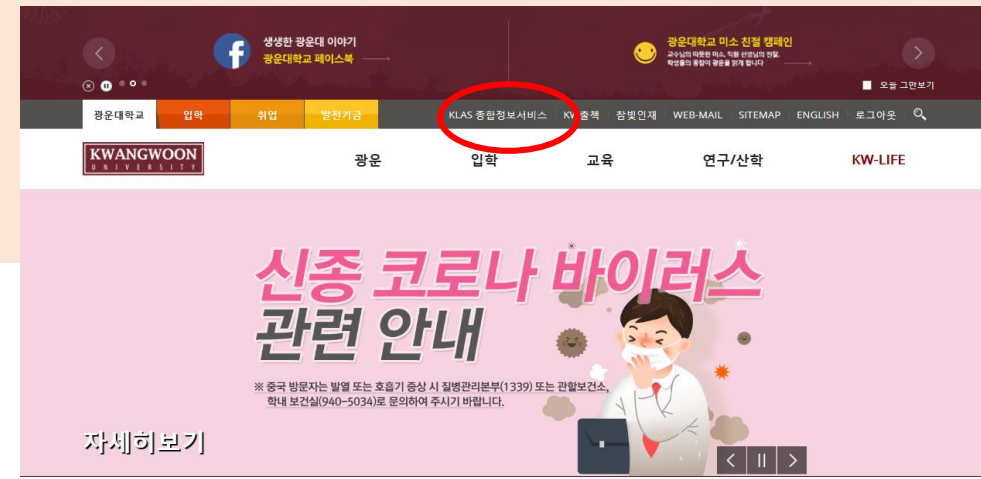 생생한 광운대 이야기
광운대학교 페이스북
광운대학교 미소 친절 캠페인
교수님의 따뜻한 미소, 직원 선생님의 친절,
학생들의 통참이 광운을 밝게 합니다
오늘 그만보기
광운대학교 입학 취업 발전기금 KLAS 종합정보서비스 KW출첵 참빛인재 WEB-MAIL SITEMAP ENGLISH 로그아웃
KWANGWOON
UNIVERSITY
광운 입학 교육 연구/산학 KW-LIFE
신종 코로나 바이러스
관련 안내
※ 중국 방문자는 발열 또는 호흡기 증상 시 질병관리본부(1339) 또는 관할보건소,
학내 보건실(940-5034)로 문의하여 주시기 바랍니다.
자세히보기